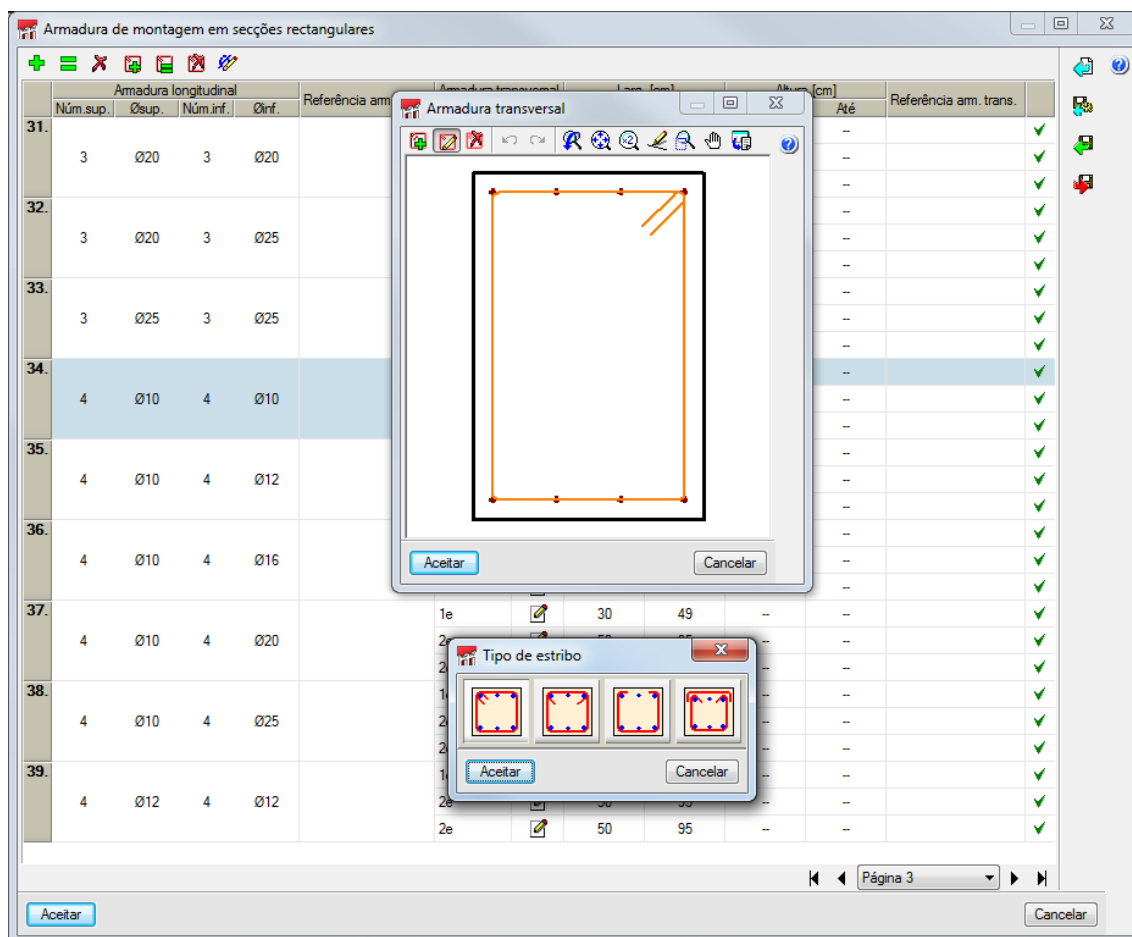 Armadura de montagem em secções rectangulares
Armadura longitudinal
Núm.sup. Øsup. Núm.inf. Øinf. Referência arm
Larg. [cm] Altura [cm]
Até Referência arm. trans.
Armadura transversal
31. 3 Ø20 3 Ø20
--
--
--
32. 3 Ø20 3 Ø25
--
--
--
33. 3 Ø25 3 Ø25
--
--
--
34. 4 Ø10 4 Ø10
--
--
--
35. 4 Ø10 4 Ø12
--
--
--
36. 4 Ø10 4 Ø16
--
--
--
Aceitar Cancelar
37. 4 Ø10 4 Ø20
1e 30 49 -- --
--
--
Tipo de estribo
38. 4 Ø10 4 Ø25
--
--
--
39. 4 Ø12 4 Ø12
Aceitar Cancelar
-- --
2e -- --
2e 50 95 -- --
Página 3
Aceitar Cancelar